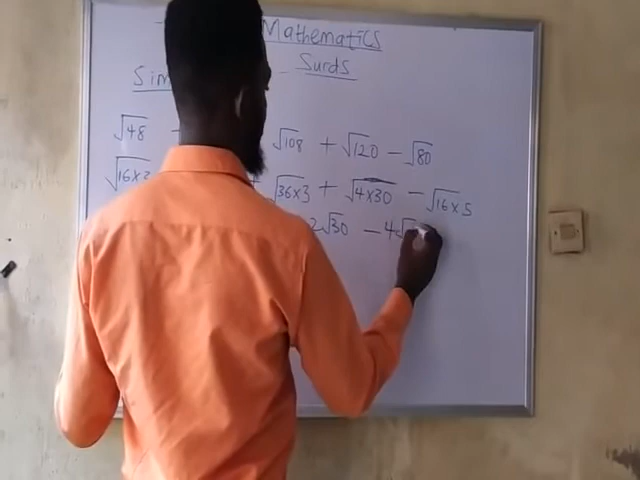 Mathematics
Surds
Sim
√48 √108 + √120 − √80
√16×3 + √36×3 + √4×30 − √16×5
2√30 − 4√